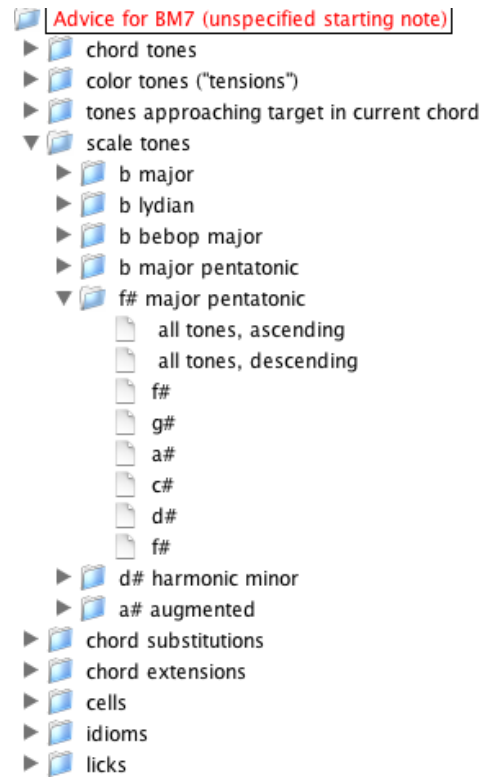 Advice for BM7 (unspecified starting note)
chord tones
color tones ("tensions")
tones approaching target in current chord
scale tones
b major
b lydian
b bebop major
b major pentatonic
f# major pentatonic
all tones, ascending
all tones, descending
f#
g#
a#
c#
d#
f#
d# harmonic minor
a# augmented
chord substitutions
chord extensions
cells
idioms
licks